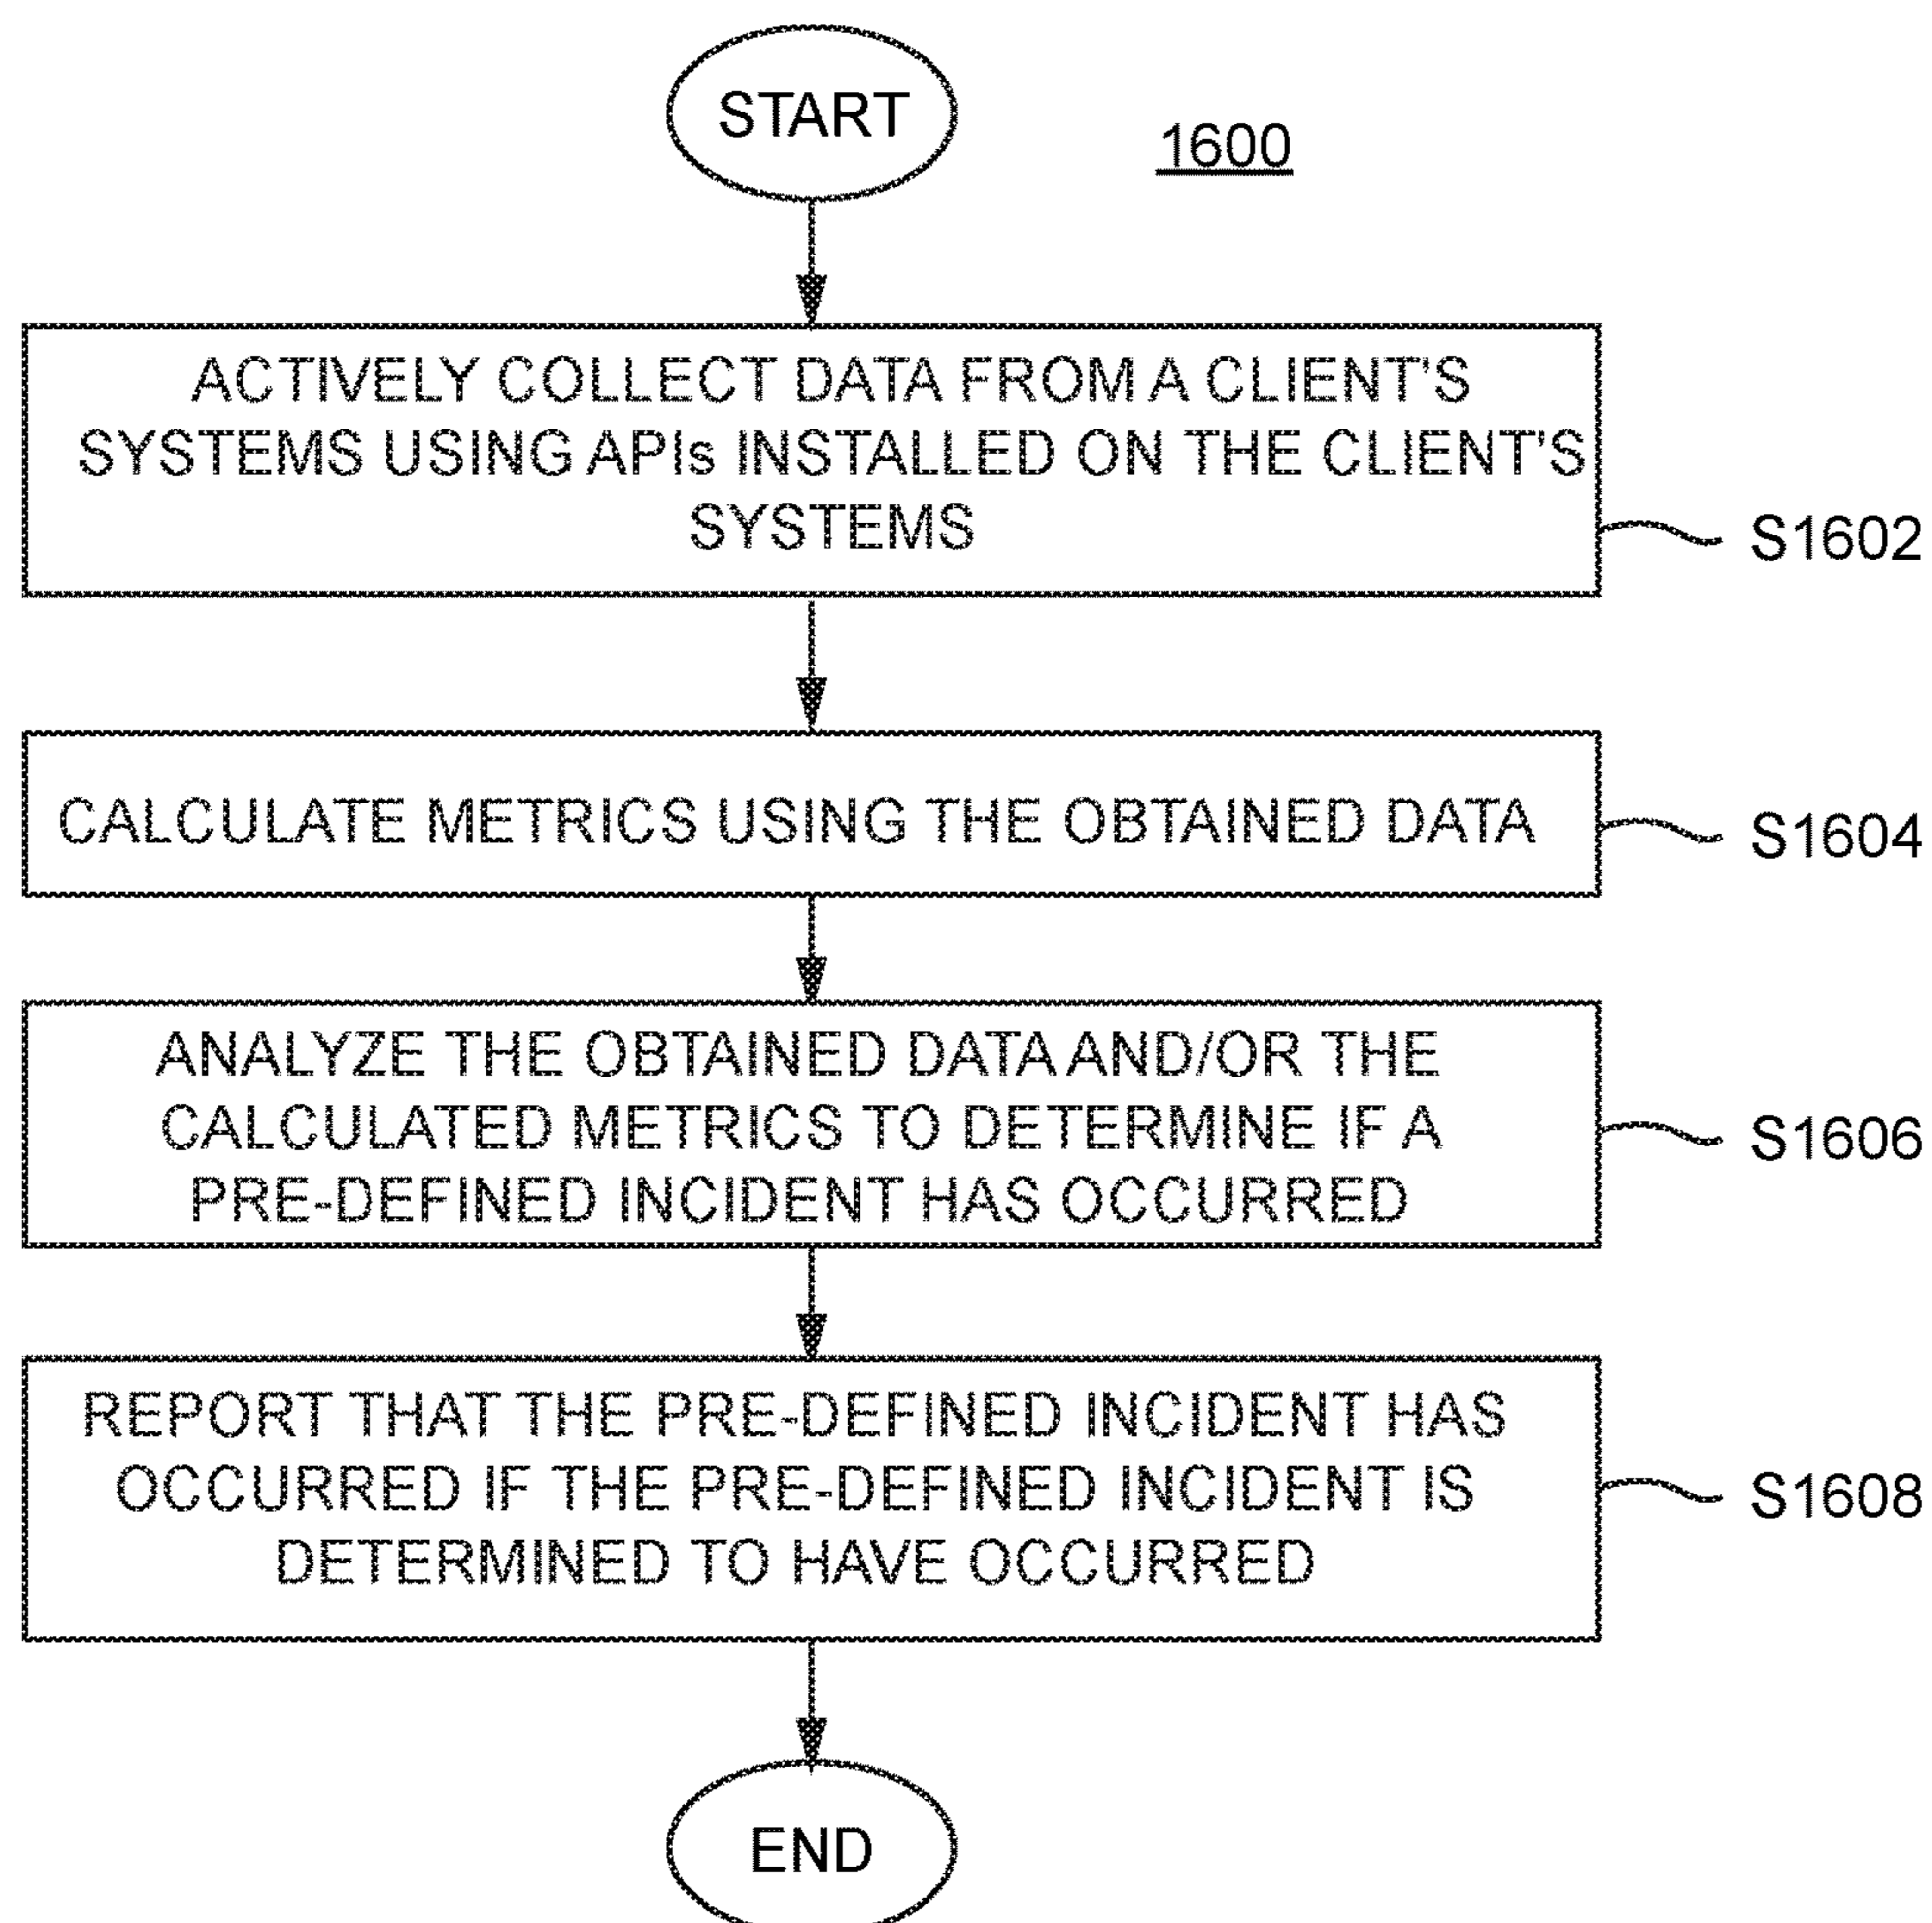 START
1600
ACTIVELY COLLECT DATA FROM A CLIENT'S
SYSTEMS USING APIs INSTALLED ON THE CLIENT'S
SYSTEMS
S1602
CALCULATE METRICS USING THE OBTAINED DATA
S1604
ANALYZE THE OBTAINED DATA AND/OR THE
CALCULATED METRICS TO DETERMINE IF A
PRE-DEFINED INCIDENT HAS OCCURRED
S1606
REPORT THAT THE PRE-DEFINED INCIDENT HAS
OCCURRED IF THE PRE-DEFINED INCIDENT IS
DETERMINED TO HAVE OCCURRED
S1608
END